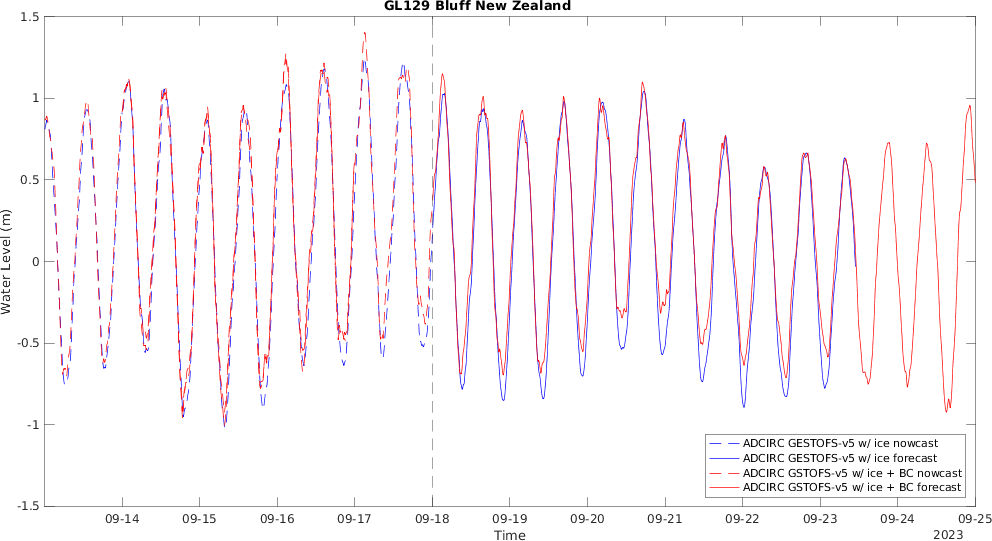 GL129 Bluff New Zealand
1.5
1
0.5
0
-0.5
-1
-1.5
Water Level (m)
09-14 09-15 09-16 09-17 09-18 09-19 09-20 09-21 09-22 09-23 09-24 09-25
Time
2023
ADCIRC GESTOFS-v5 w/ ice nowcast
ADCIRC GESTOFS-v5 w/ ice forecast
ADCIRC GSTOFS-v5 w/ ice + BC nowcast
ADCIRC GSTOFS-v5 w/ ice + BC forecast